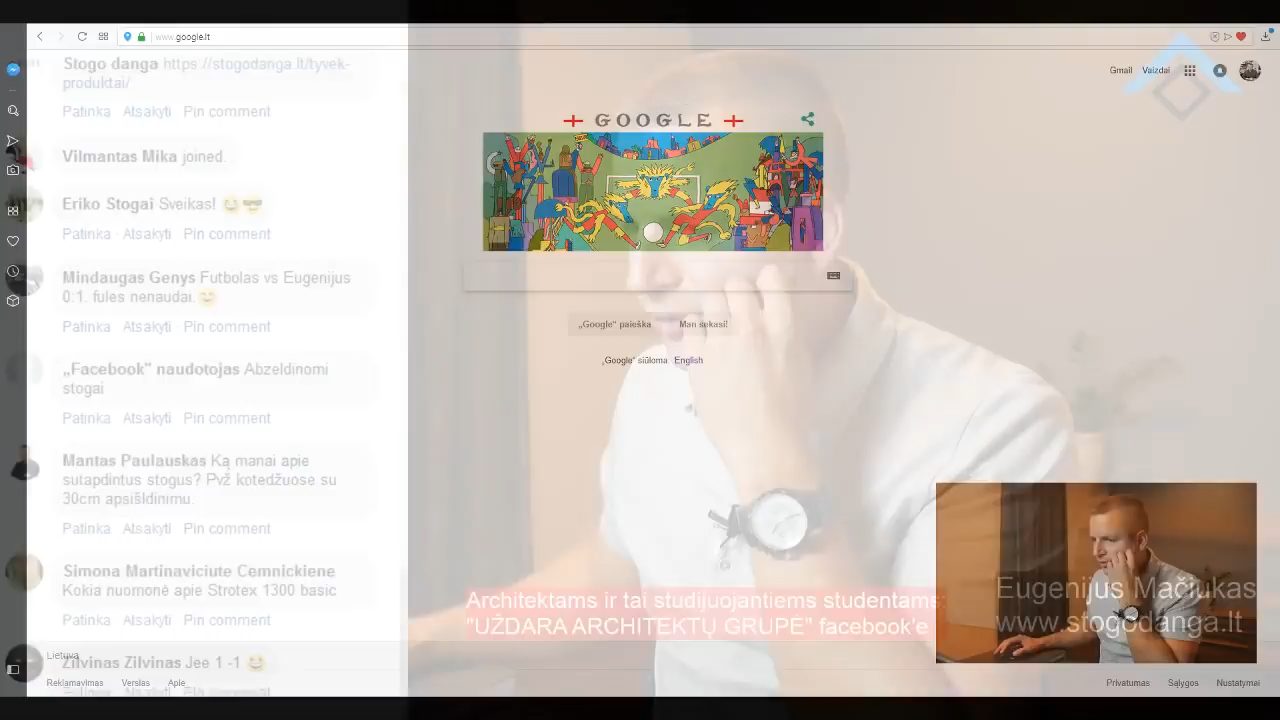 www.google.lt
Stogo danga https://stogodanga.lt/tyvek-
produktai/
Patinka Atsakyti Pin comment
Vilmantas Mika joined.
Eriko Stogai Sveikas!
Patinka · Atsakyti Pin comment
Mindaugas Genys Futbolas vs Eugenijus
0:1. fules nenaudai.
Patinka Atsakyti Pin comment
„Facebook“ naudotojas Abzeldinomi
stogai
Patinka Atsakyti Pin comment
Mantas Paulauskas Ką manai apie
sutapdintus stogus? Pvž kotedžuose su
30cm apsišldinimu.
Patinka Atsakyti Pin comment
Simona Martinaviciute Cemnickiene
Kokia nuomonė apie Strotex 1300 basic
Patinka Atsakyti Pin comment
Zilvinas Zilvinas Jee 1 -1
Lietuva
Reklamavimas Verslas Apie
Gmail Vaizdai
GOOGLE
„Google“ paieška Man sekasi!
„Google“ siūloma English
Architektams ir tai studijuojantiems studentams:
"UŽDARA ARCHITEKTŲ GRUPĖ" facebook'e
Eugenijus Mačiukas
www.stogodanga.lt
Privatumas Sąlygos Nustatymai